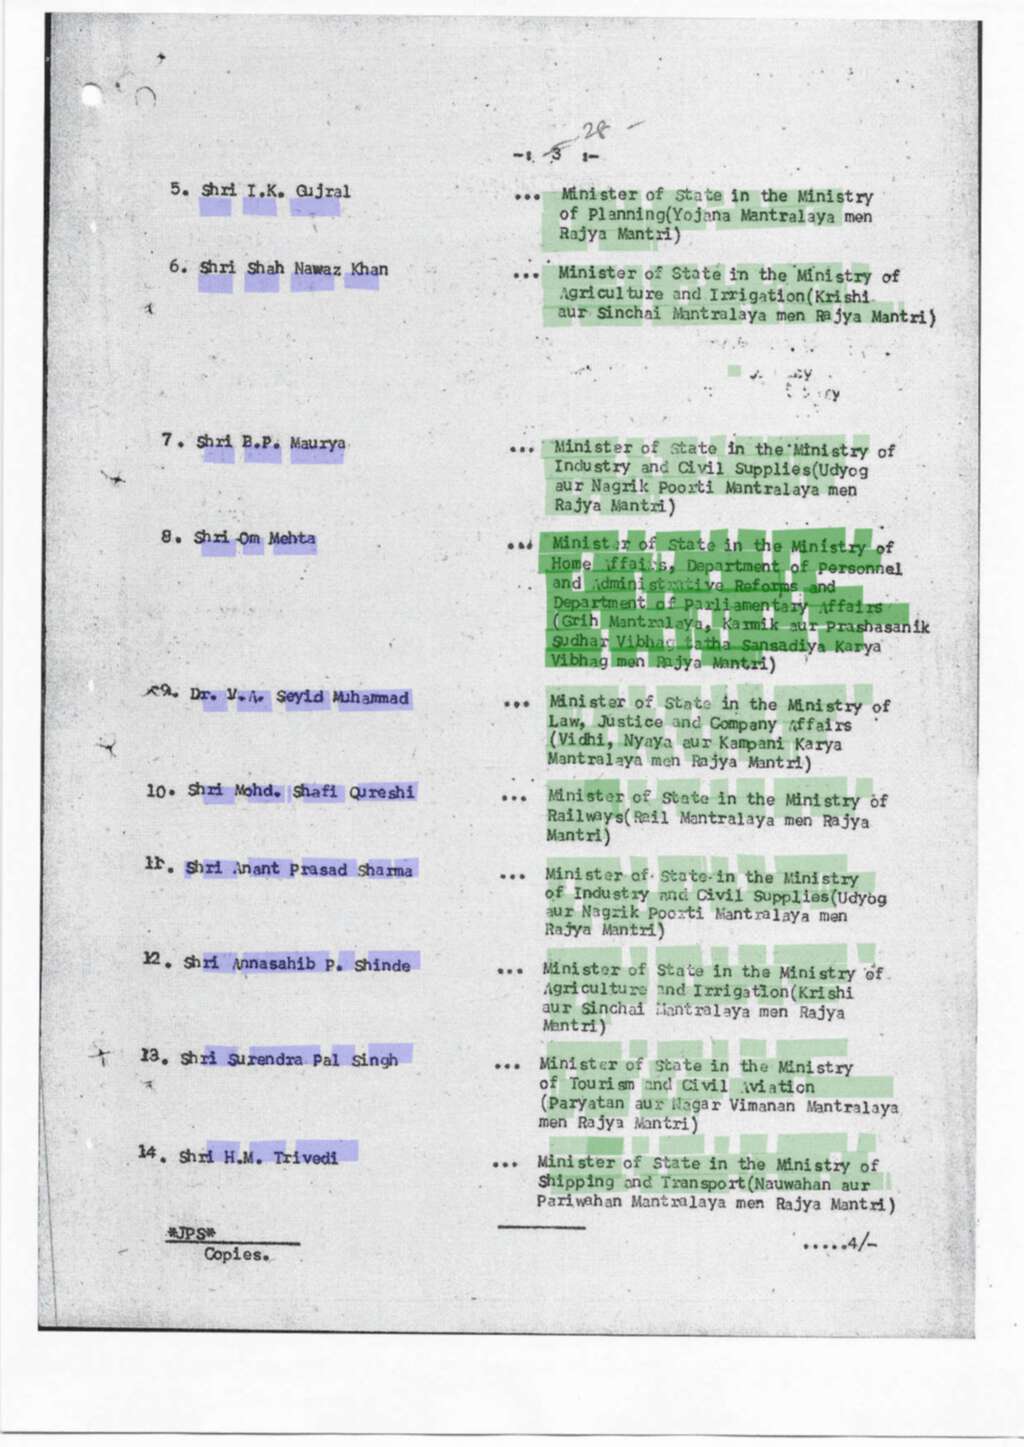 28
-: 3 :-
5. Shri I.K. Gujral ... Minister of State in the Ministry
of Planning(Yojana Mantralaya men
Rajya Mantri)
6. Shri Shah Nawaz Khan ... Minister of State in the Ministry of
Agriculture and Irrigation(Krishi
aur Sinchai Mantralaya men Rajya Mantri)
7. Shri B.P. Maurya ... Minister of State in the Ministry of
Industry and Civil Supplies(Udyog
aur Nagrik Poorti Mantralaya men
Rajya Mantri)
8. Shri Om Mehta ... Minister of State in the Ministry of
Home Affairs, Department of Personnel
and Administrative Reforms and
Department of Parliamentary Affairs
(Grih Mantralaya, Karmik aur Prashasanik
Sudhar Vibhag tatha Sansadiya Karya
Vibhag men Rajya Mantri)
9. Dr. V.A. Seyid Muhammad ... Minister of State in the Ministry of
Law, Justice and Company Affairs
(Vidhi, Nyaya aur Kampani Karya
Mantralaya men Rajya Mantri)
10. Shri Mohd. Shafi Qureshi ... Minister of State in the Ministry of
Railways(Rail Mantralaya men Rajya
Mantri)
11. Shri Anant Prasad Sharma ... Minister of State in the Ministry
of Industry and Civil Supplies(Udyog
aur Nagrik Poorti Mantralaya men
Rajya Mantri)
12. Shri Annasahib P. Shinde ... Minister of State in the Ministry of
Agriculture and Irrigation(Krishi
aur Sinchai Mantralaya men Rajya
Mantri)
13. Shri Surendra Pal Singh ... Minister of State in the Ministry
of Tourism and Civil Aviation
(Paryatan aur Nagar Vimanan Mantralaya
men Rajya Mantri)
14. Shri H.M. Trivedi ... Minister of State in the Ministry of
Shipping and Transport(Nauwahan aur
Pariwahan Mantralaya men Rajya Mantri)
*JPS*
Copies.
.....4/-